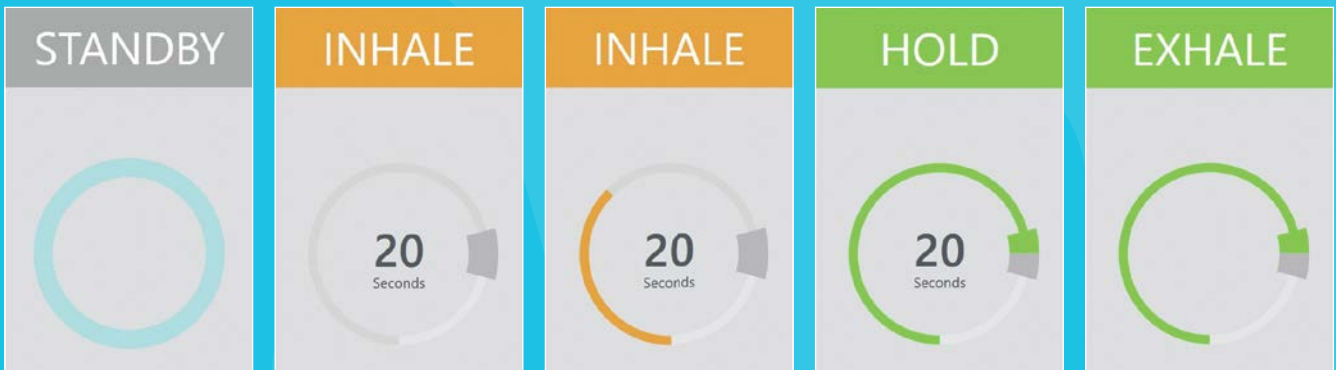 STANDBY
INHALE
20
Seconds
INHALE
20
Seconds
HOLD
20
Seconds
EXHALE